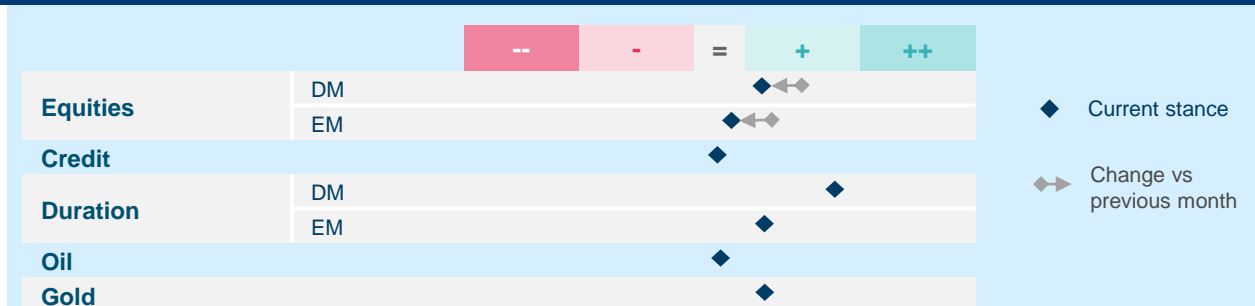 -- - = + ++
Equities
DM
EM
Credit
Duration
DM
EM
Oil
Gold
Current stance
Change vs
previous month